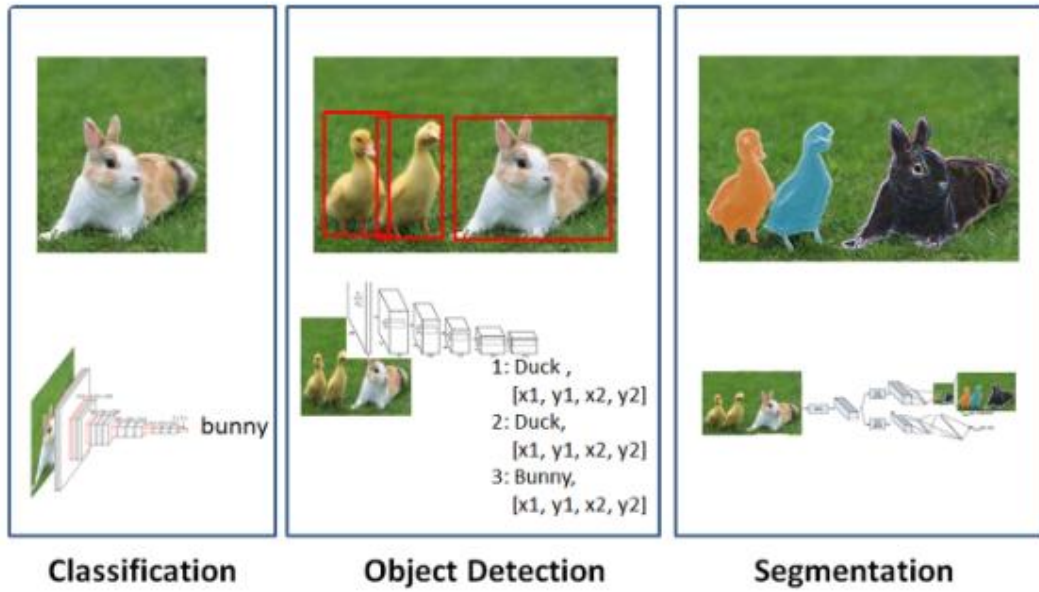 bunny
1: Duck ,
[x1, y1, x2, y2]
2: Duck,
[x1, y1, x2, y2]
3: Bunny,
[x1, y1, x2, y2]
Classification
Object Detection
Segmentation